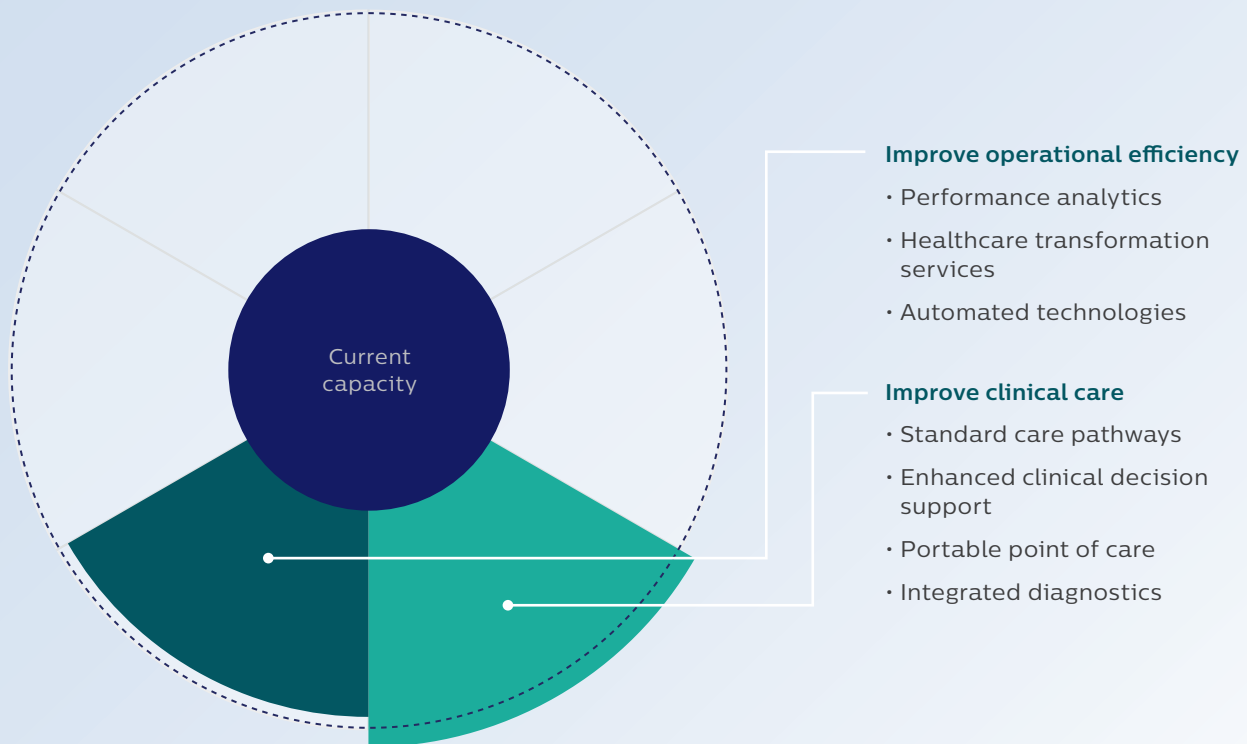 Current
capacity
Improve operational efficiency
• Performance analytics
• Healthcare transformation
services
• Automated technologies
Improve clinical care
• Standard care pathways
• Enhanced clinical decision
support
• Portable point of care
• Integrated diagnostics